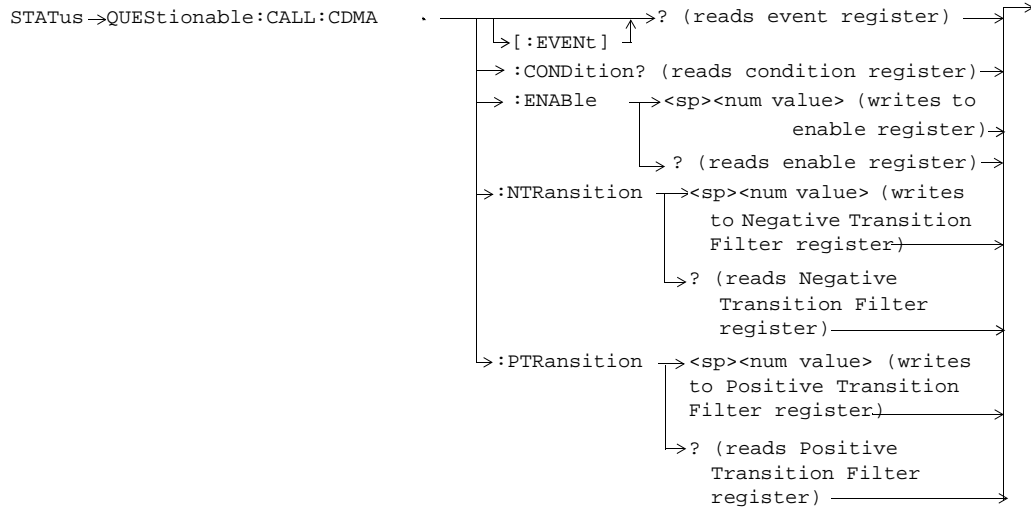 STATus QUEStionable:CALL:CDMA ? (reads event register)
[:EVENt]
:CONDition? (reads condition register)
:ENABle <sp><num value> (writes to
enable register)
? (reads enable register)
:NTRansition <sp><num value> (writes
to Negative Transition
Filter register)
? (reads Negative
Transition Filter
register)
:PTRansition <sp><num value> (writes
to Positive Transition
Filter register)
? (reads Positive
Transition Filter
register)